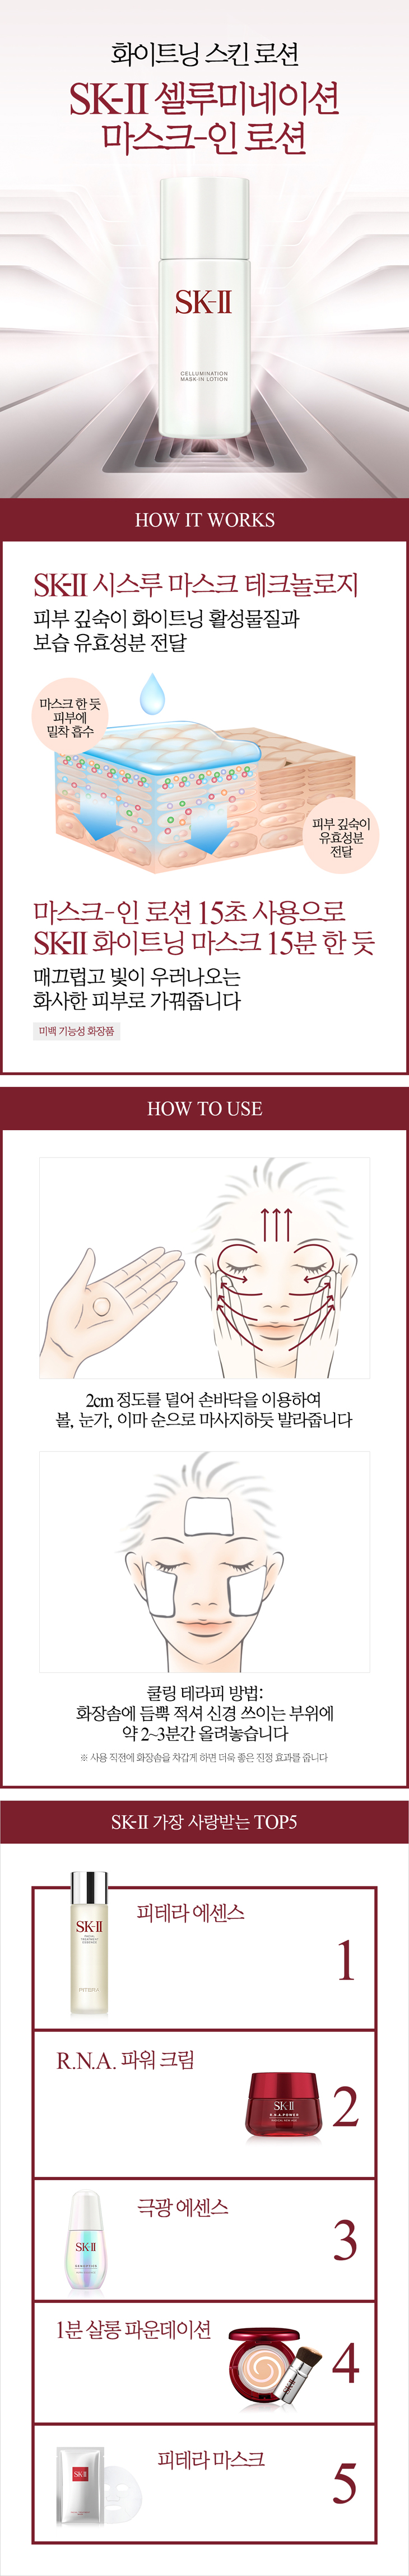 화이트닝 스킨 로션
SK-II 셀루미네이션
마스크-인 로션
SK-II
CELLUMINATION
MASK-IN LOTION
HOW IT WORKS
SK-II 시스루 마스크 테크놀로지
피부 깊숙이 화이트닝 활성물질과
보습 유효성분 전달
마스크 한 듯
피부에
밀착 흡수
피부 깊숙이
유효성분
전달
마스크-인 로션 15초 사용으로
SK-II 화이트닝 마스크 15분 한 듯
매끄럽고 빛이 우러나오는
화사한 피부로 가꿔줍니다
미백 기능성 화장품
HOW TO USE
2cm 정도를 덜어 손바닥을 이용하여
볼, 눈가, 이마 순으로 마사지하듯 발라줍니다
쿨링 테라피 방법:
화장솜에 듬뿍 적셔 신경 쓰이는 부위에
약 2~3분간 올려놓습니다
※ 사용 직전에 화장솜을 차갑게 하면 더욱 좋은 진정 효과를 줍니다
SK-II 가장 사랑받는 TOP5
피테라 에센스
SK-II
FACIAL
TREATMENT
ESSENCE
PITERA
1
R.N.A. 파워 크림
SK-II
R.N.A.POWER
2
극광 에센스
SK-II
3
1분 살롱 파운데이션
SK-II
4
피테라 마스크
SK-II
5